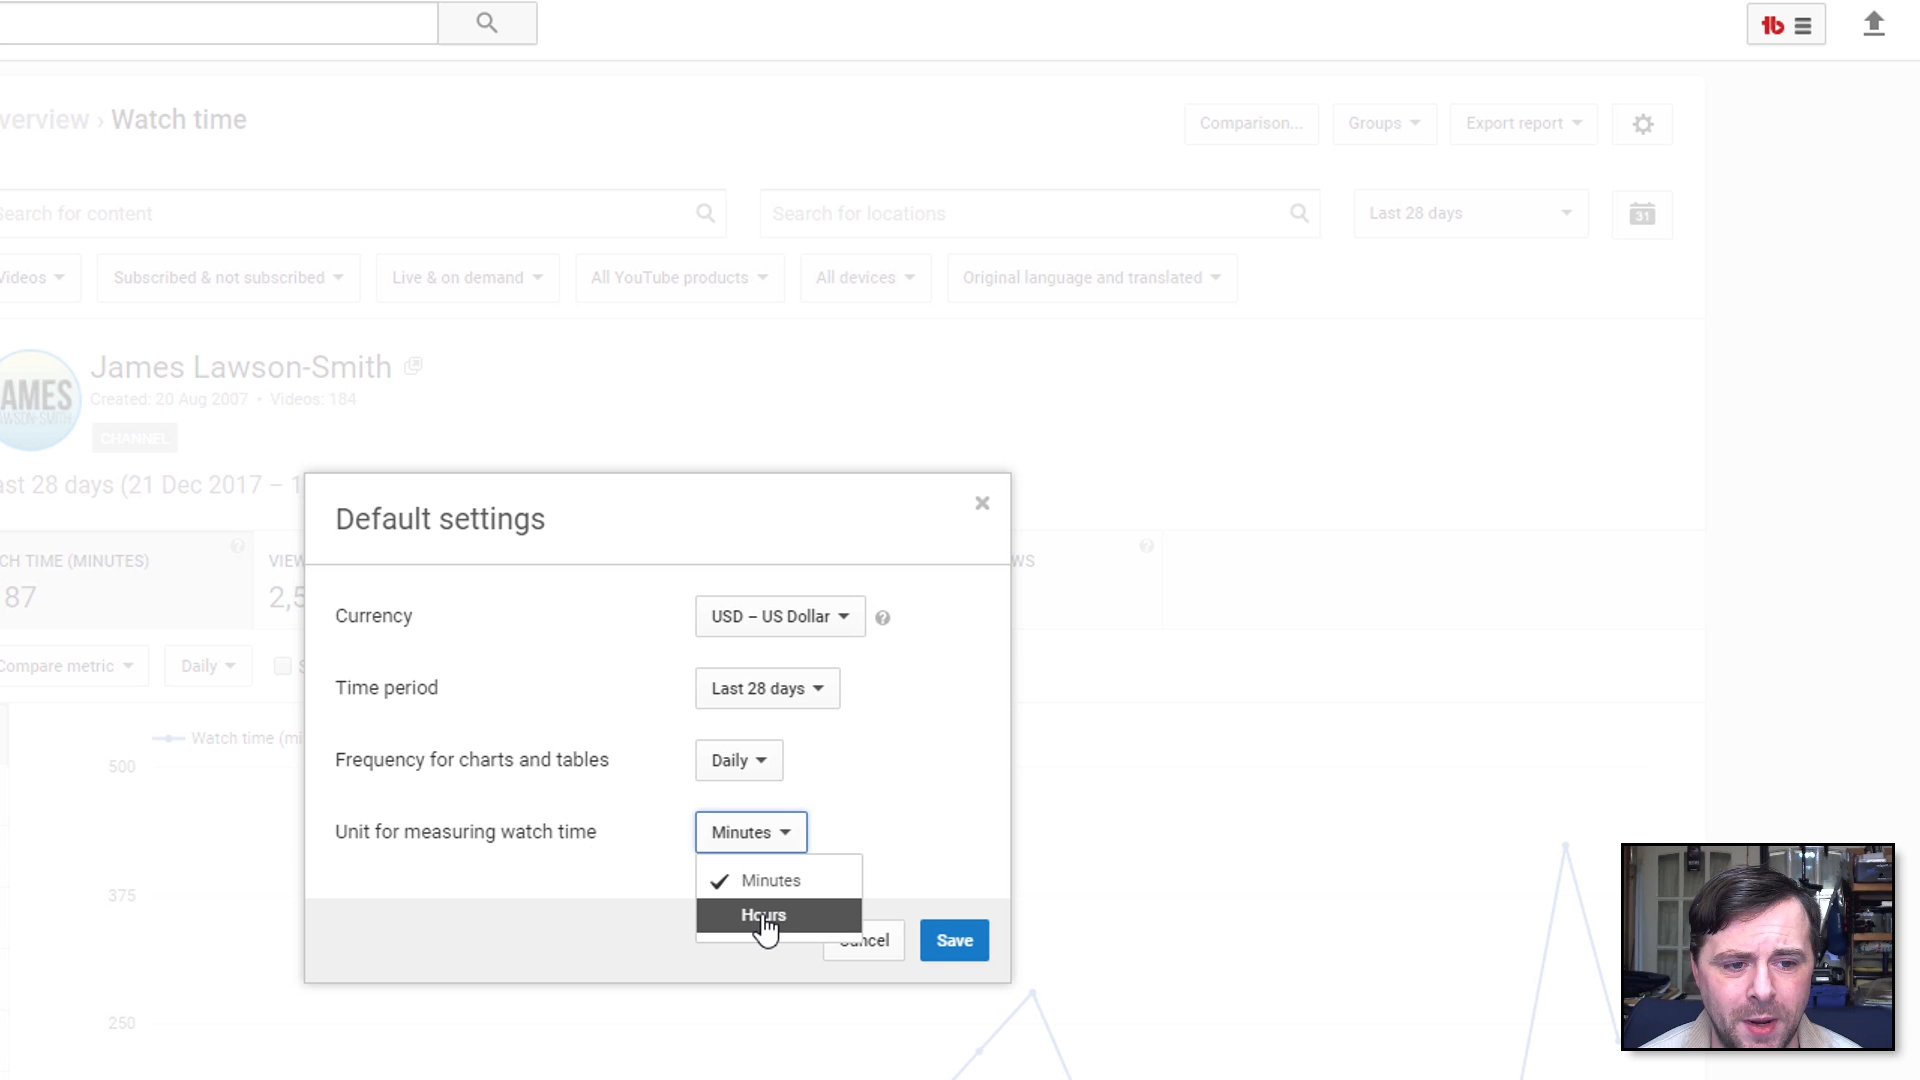 verview › Watch time
Comparison...
Groups
Export report
Search for content
Search for locations
Last 28 days
31
Videos
Subscribed & not subscribed
Live & on demand
All YouTube products
All devices
Original language and translated
AMES
James Lawson-Smith
Created: 20 Aug 2007 • Videos: 184
CHANNEL
ast 28 days (21 Dec 2017 – 1
Default settings
CH TIME (MINUTES)
VIEW
WS
87
2,5
Currency
USD – US Dollar
Compare metric
Daily
S
Time period
Last 28 days
Watch time (mi
Frequency for charts and tables
Daily
500
Unit for measuring watch time
Minutes
Minutes
375
Hours
Cancel
Save
250